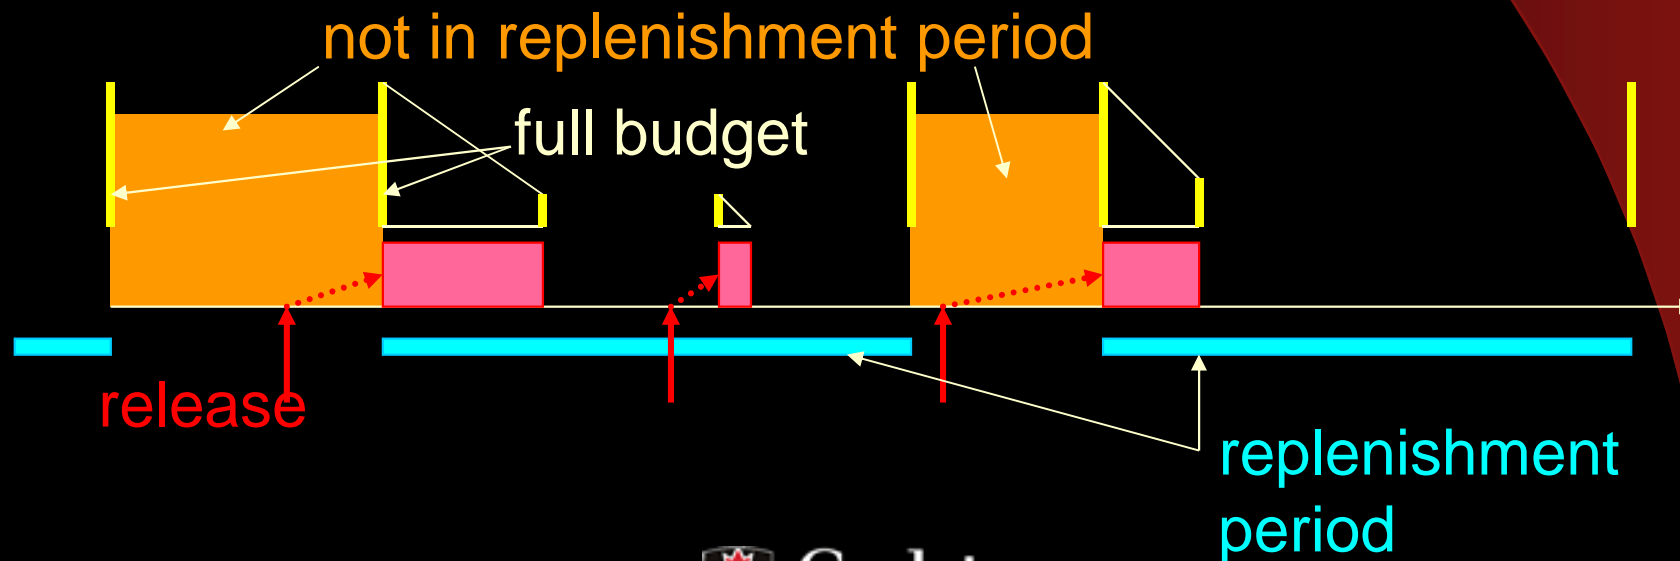 not in replenishment period
full budget
release
replenishment
period